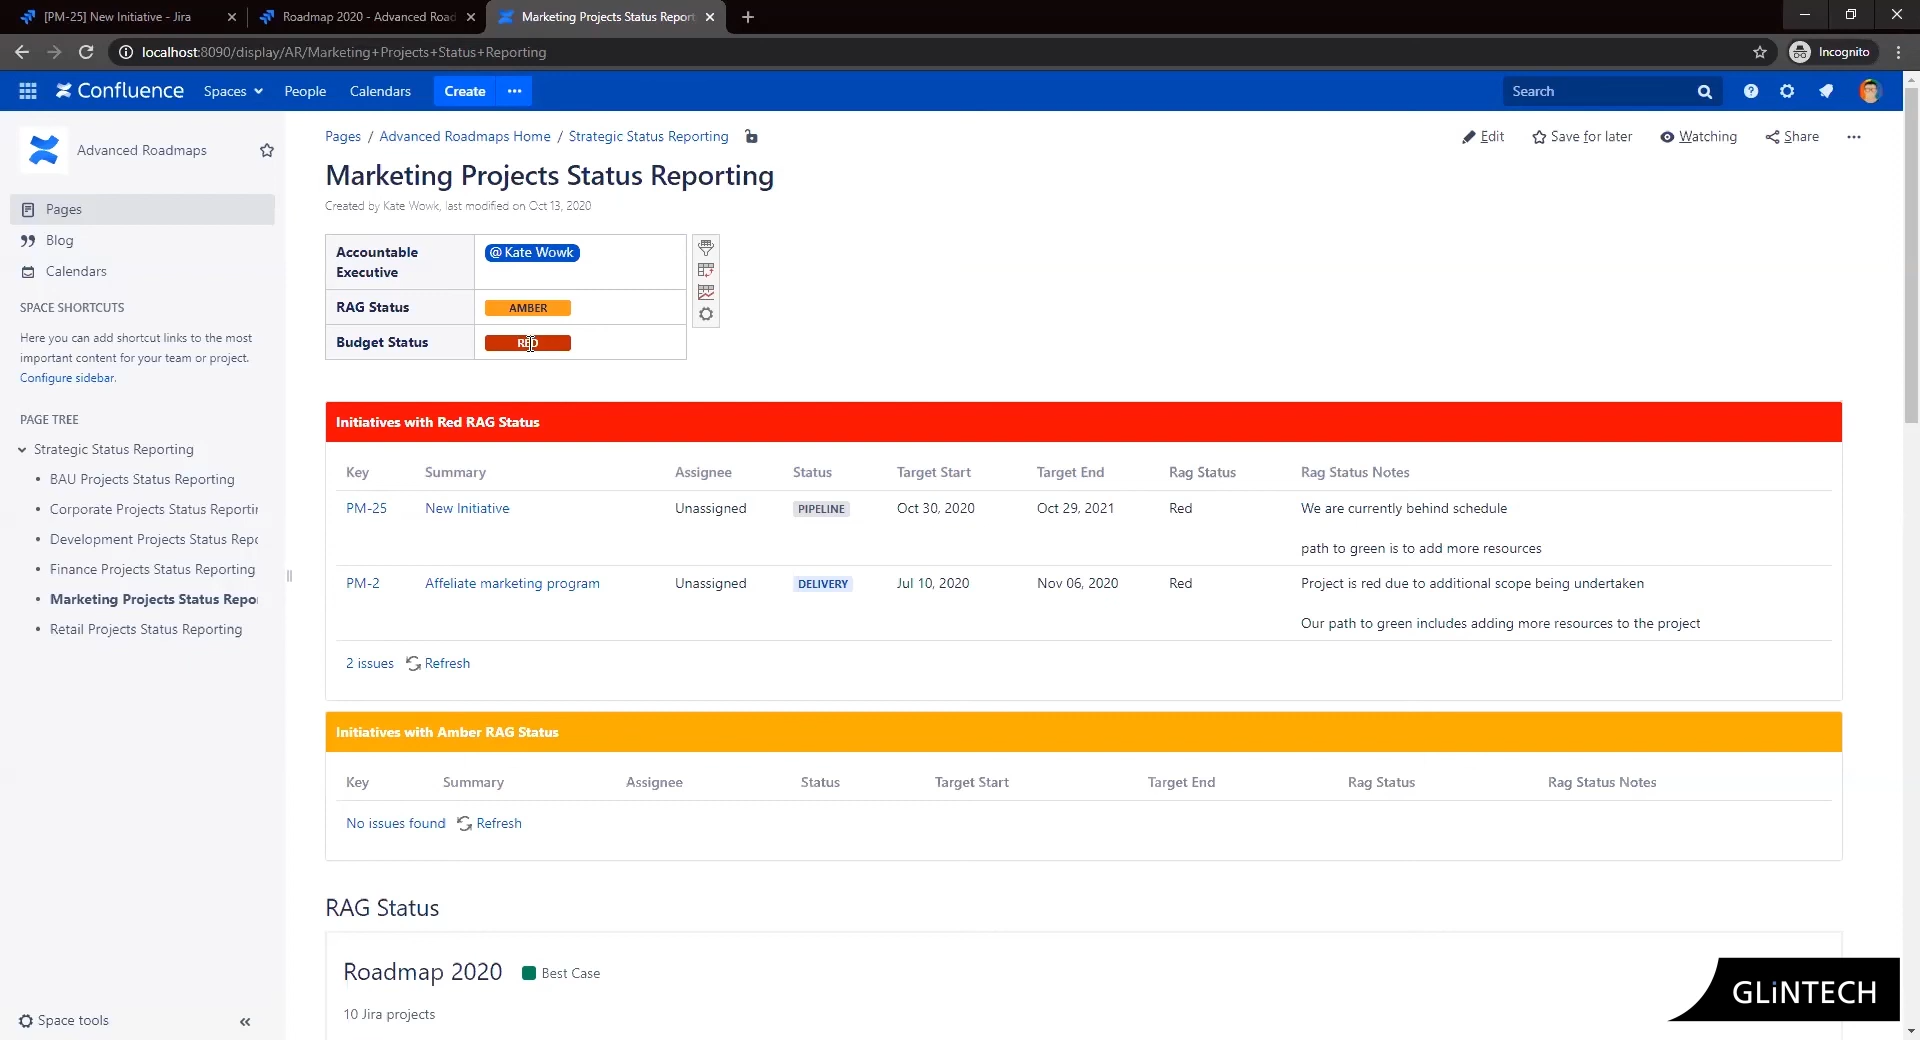 [PM-25] New Initiative - Jira
Roadmap 2020 - Advanced Road
Marketing Projects Status Report
localhost:8090/display/AR/Marketing+Projects+Status+Reporting
Incognito
Confluence
Spaces
People
Calendars
Create
Search
Advanced Roadmaps
Pages
Blog
Calendars
SPACE SHORTCUTS
Here you can add shortcut links to the most
important content for your team or project.
Configure sidebar.
PAGE TREE
Strategic Status Reporting
• BAU Projects Status Reporting
• Corporate Projects Status Reportin
• Development Projects Status Repo
• Finance Projects Status Reporting
• Marketing Projects Status Repo
• Retail Projects Status Reporting
Space tools
Pages / Advanced Roadmaps Home / Strategic Status Reporting
Edit
Save for later
Watching
Share
Marketing Projects Status Reporting
Created by Kate Wowk, last modified on Oct 13, 2020
Accountable
Executive
@ Kate Wowk
RAG Status
AMBER
Budget Status
RED
Initiatives with Red RAG Status
Key Summary Assignee Status Target Start Target End Rag Status Rag Status Notes
PM-25 New Initiative Unassigned PIPELINE Oct 30, 2020 Oct 29, 2021 Red We are currently behind schedule
path to green is to add more resources
PM-2 Affeliate marketing program Unassigned DELIVERY Jul 10, 2020 Nov 06, 2020 Red Project is red due to additional scope being undertaken
Our path to green includes adding more resources to the project
2 issues Refresh
Initiatives with Amber RAG Status
Key Summary Assignee Status Target Start Target End Rag Status Rag Status Notes
No issues found Refresh
RAG Status
Roadmap 2020 Best Case
10 Jira projects
GLiNTECH